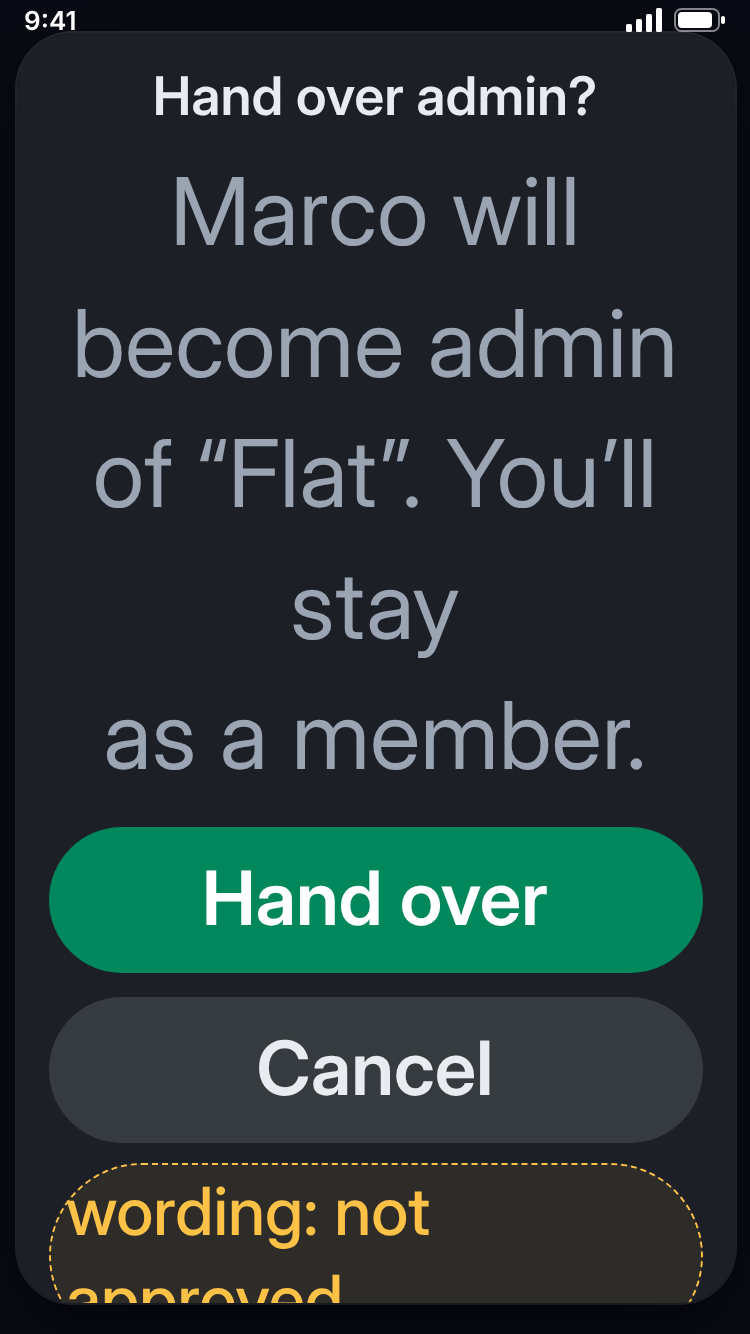 9:41
Hand over admin?
Marco will
become admin
of “Flat”. You’ll
stay
as a member.
Hand over
Cancel
wording: not
approved